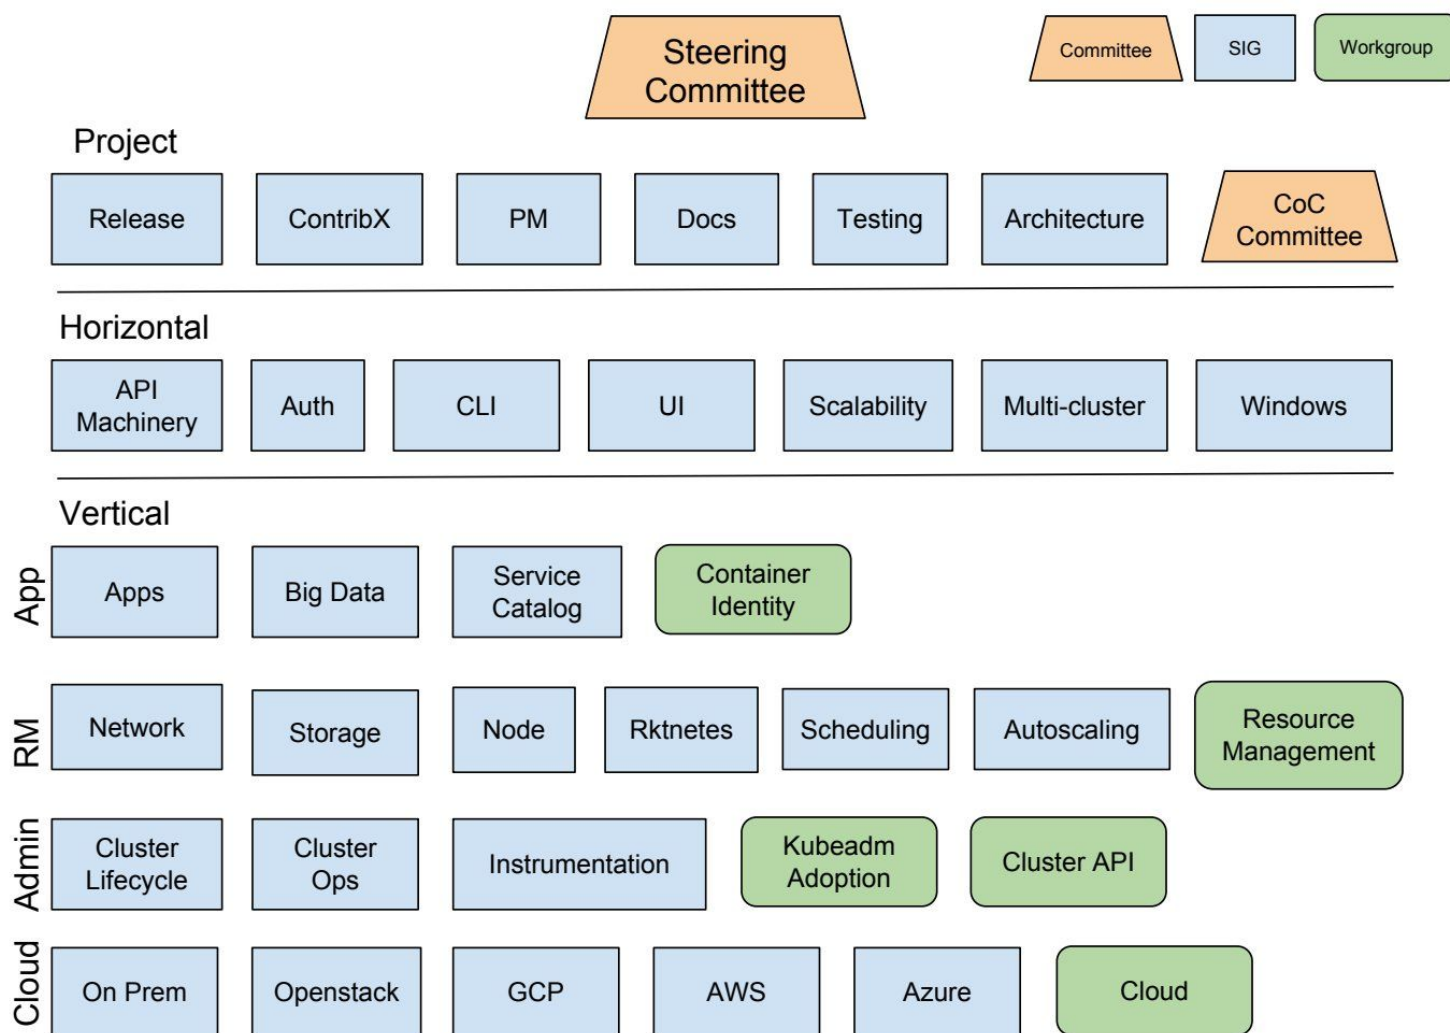 Steering
Committee
Committee
SIG
Workgroup
Project
Release
ContribX
PM
Docs
Testing
Architecture
CoC
Committee
Horizontal
API
Machinery
Auth
CLI
UI
Scalability
Multi-cluster
Windows
Vertical
App
Apps
Big Data
Service
Catalog
Container
Identity
RM
Network
Storage
Node
Rktnetes
Scheduling
Autoscaling
Resource
Management
Admin
Cluster
Lifecycle
Cluster
Ops
Instrumentation
Kubeadm
Adoption
Cluster API
Cloud
On Prem
Openstack
GCP
AWS
Azure
Cloud